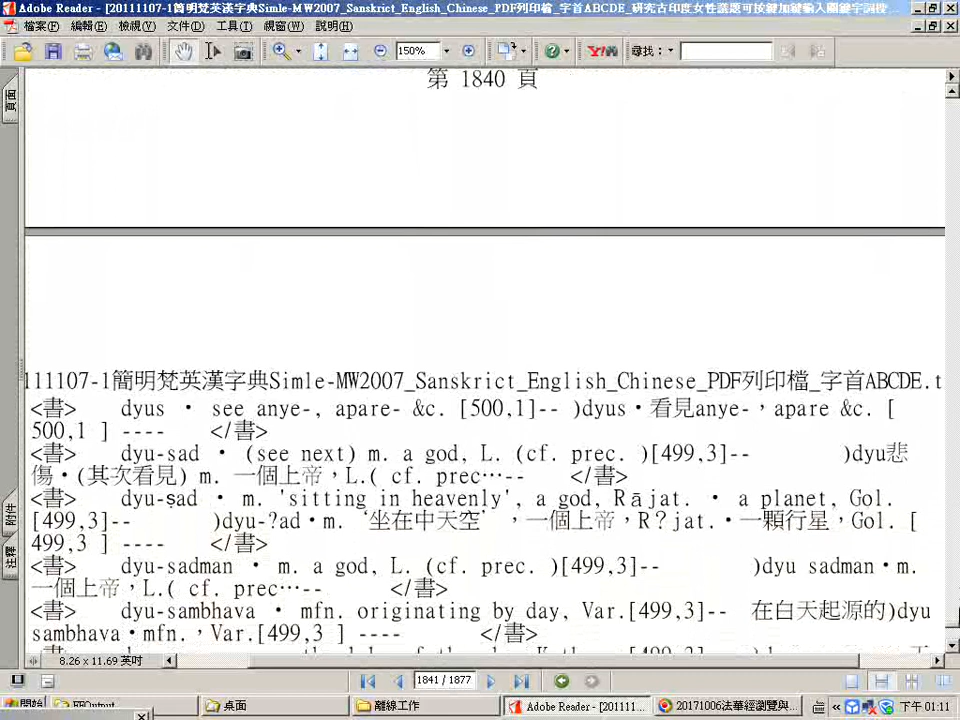 Adobe Reader - [20111107-1簡明梵英漢字典Simle-MW2007_Sanskrict_English_Chinese_PDF列印檔_字首ABCDE_研究古印度女性議題可按鍵加鍵輸入關鍵字詞搜
檔案(F) 編輯(E) 檢視(V) 文件(D) 工具(T) 視窗(W) 說明(H)
150% Y! 尋找:
頁面
第 1840 頁
111107-1簡明梵英漢字典Simle-MW2007_Sanskrict_English_Chinese_PDF列印檔_字首ABCDE.t
<書> dyus · see anye-, apare- &c. [500,1]-- )dyus·看見anye-，apare &c. [
500,1 ] ---- </書>
<書> dyu-sad · (see next) m. a god, L. (cf. prec. )[499,3]-- )dyu悲
傷·(其次看見) m. 一個上帝，L.( cf. prec…-- </書>
<書> dyu-ṣad · m. 'sitting in heavenly', a god, Rājat. · a planet, Gol.
[499,3]-- )dyu-?ad·m. ‘坐在中天空’，一個上帝，R？jat.·一顆行星，Gol. [
499,3 ] ---- </書>
<書> dyu-sadman · m. a god, L. (cf. prec. )[499,3]-- )dyu sadman·m.
一個上帝，L.( cf. prec…-- </書>
<書> dyu-sambhava · mfn. originating by day, Var.[499,3]-- 在白天起源的)dyu
sambhava·mfn.，Var.[499,3 ] ---- </書>
附件
注釋
8.26 x 11.69 英吋
1841 / 1877
開始 FFOutput 桌面 離線工作 Adobe Reader - [201111... 20171006法華經瀏覽與... « 下午 01:11